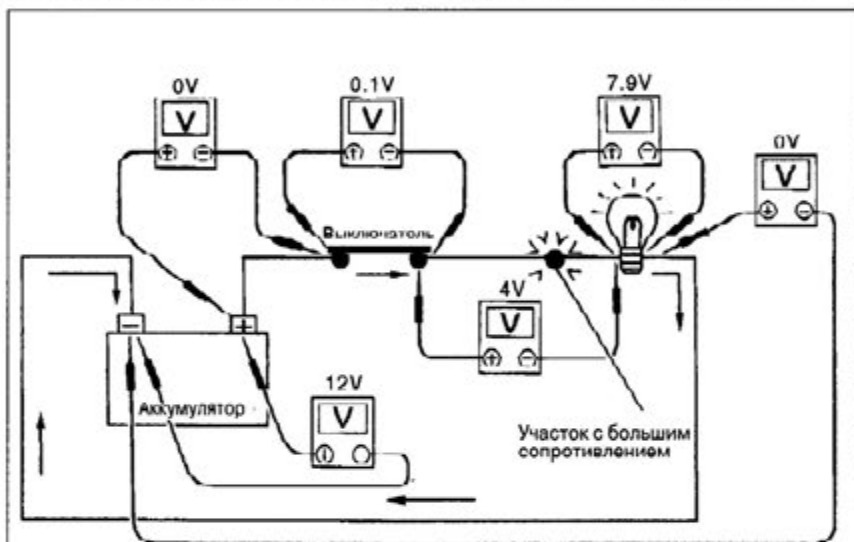 0V
0.1V
7.9V
0V
V
V
V
V
Выключатель
4V
V
Аккумулятор
12V
V
Участок с большим
сопротивлением